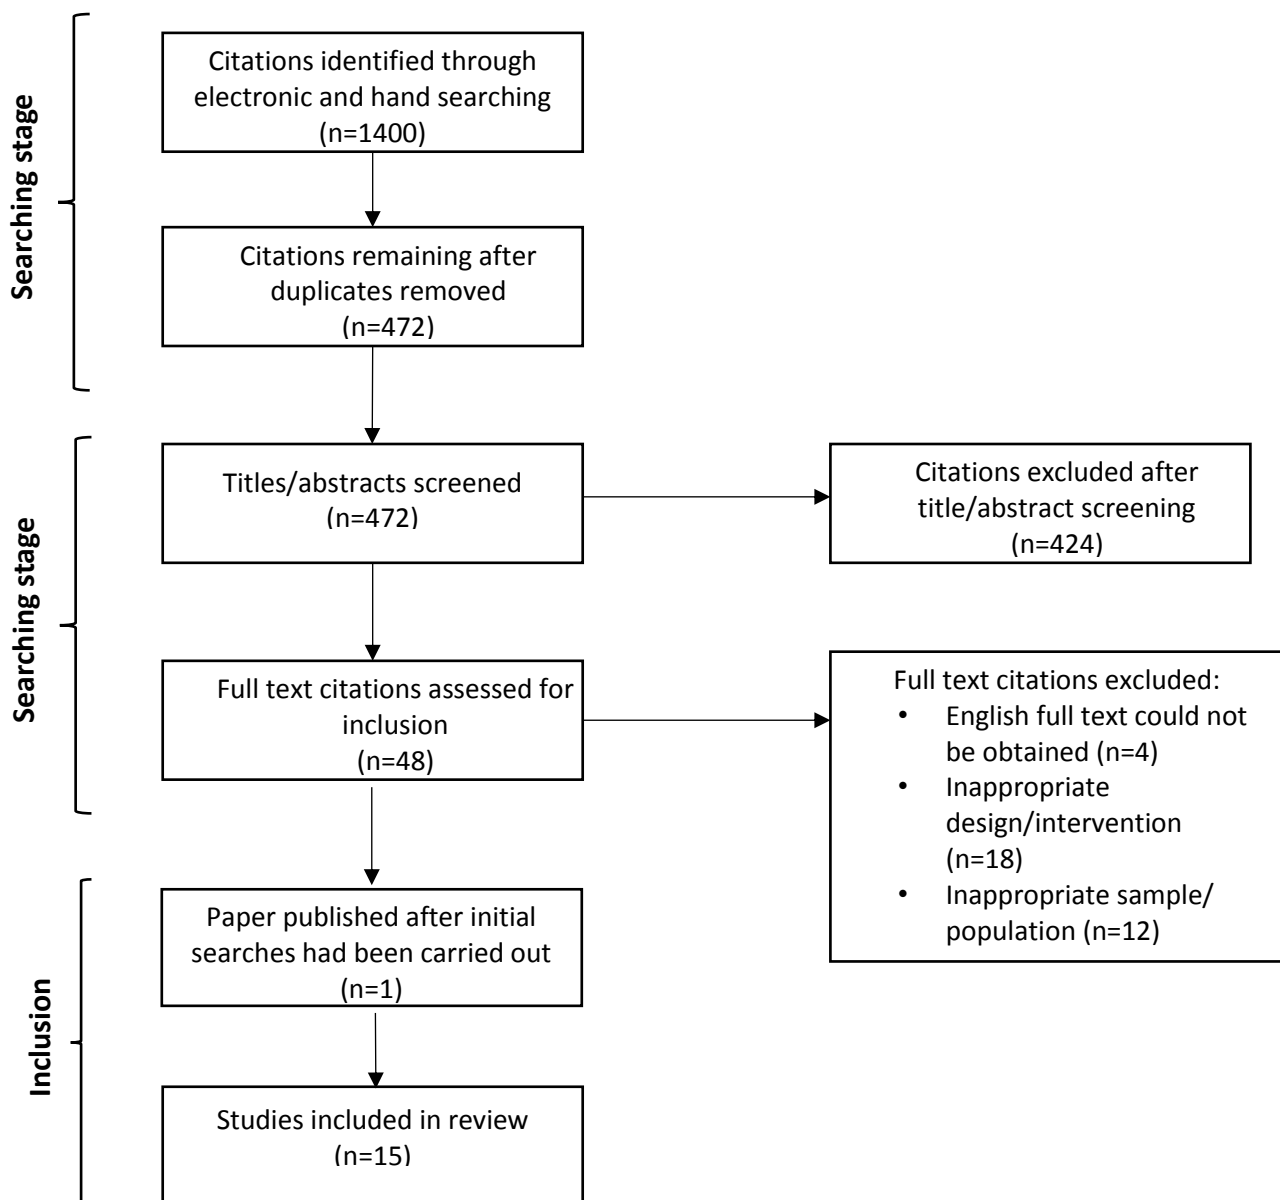 Searching stage
Citations identified through
electronic and hand searching
(n=1400)
Citations remaining after
duplicates removed
(n=472)
Searching stage
Titles/abstracts screened
(n=472)
Citations excluded after
title/abstract screening
(n=424)
Full text citations assessed for
inclusion
(n=48)
Full text citations excluded:
• English full text could not
be obtained (n=4)
• Inappropriate
design/intervention
(n=18)
• Inappropriate sample/
population (n=12)
Inclusion
Paper published after initial
searches had been carried out
(n=1)
Studies included in review
(n=15)